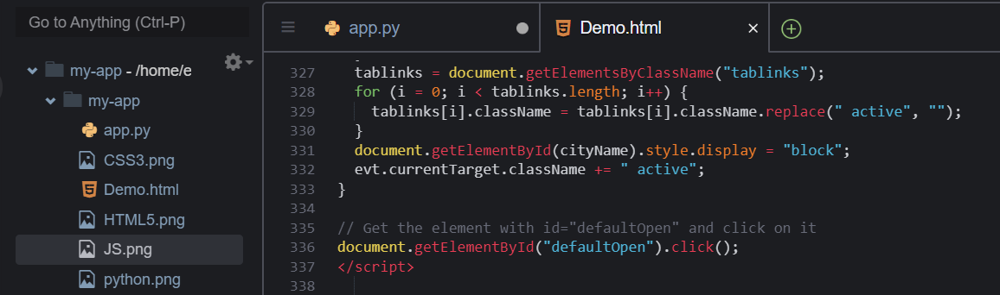 Go to Anything (Ctrl-P)
my-app - /home/e
my-app
app.py
CSS3.png
Demo.html
HTML5.png
JS.png
python.png
app.py
Demo.html
327 tablinks = document.getElementsByClassName("tablinks");
328 for (i = 0; i < tablinks.length; i++) {
329 tablinks[i].className = tablinks[i].className.replace(" active", "");
330 }
331 document.getElementById(cityName).style.display = "block";
332 evt.currentTarget.className += " active";
333 }
334
335 // Get the element with id="defaultOpen" and click on it
336 document.getElementById("defaultOpen").click();
337 </script>
338